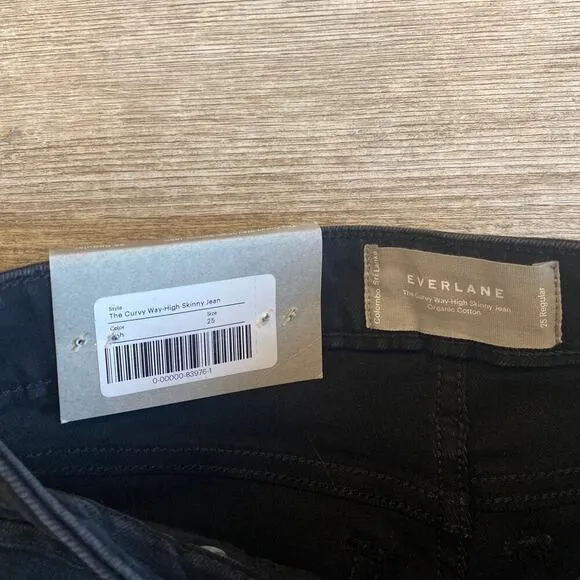 Style
The Curvy Way-High Skinny Jean
Color
Size
25
0-00000-83976-1
Colombo Sri Lanka
EVERLANE
The Curvy Way-High Skinny Jean
Organic Cotton
25 Regular